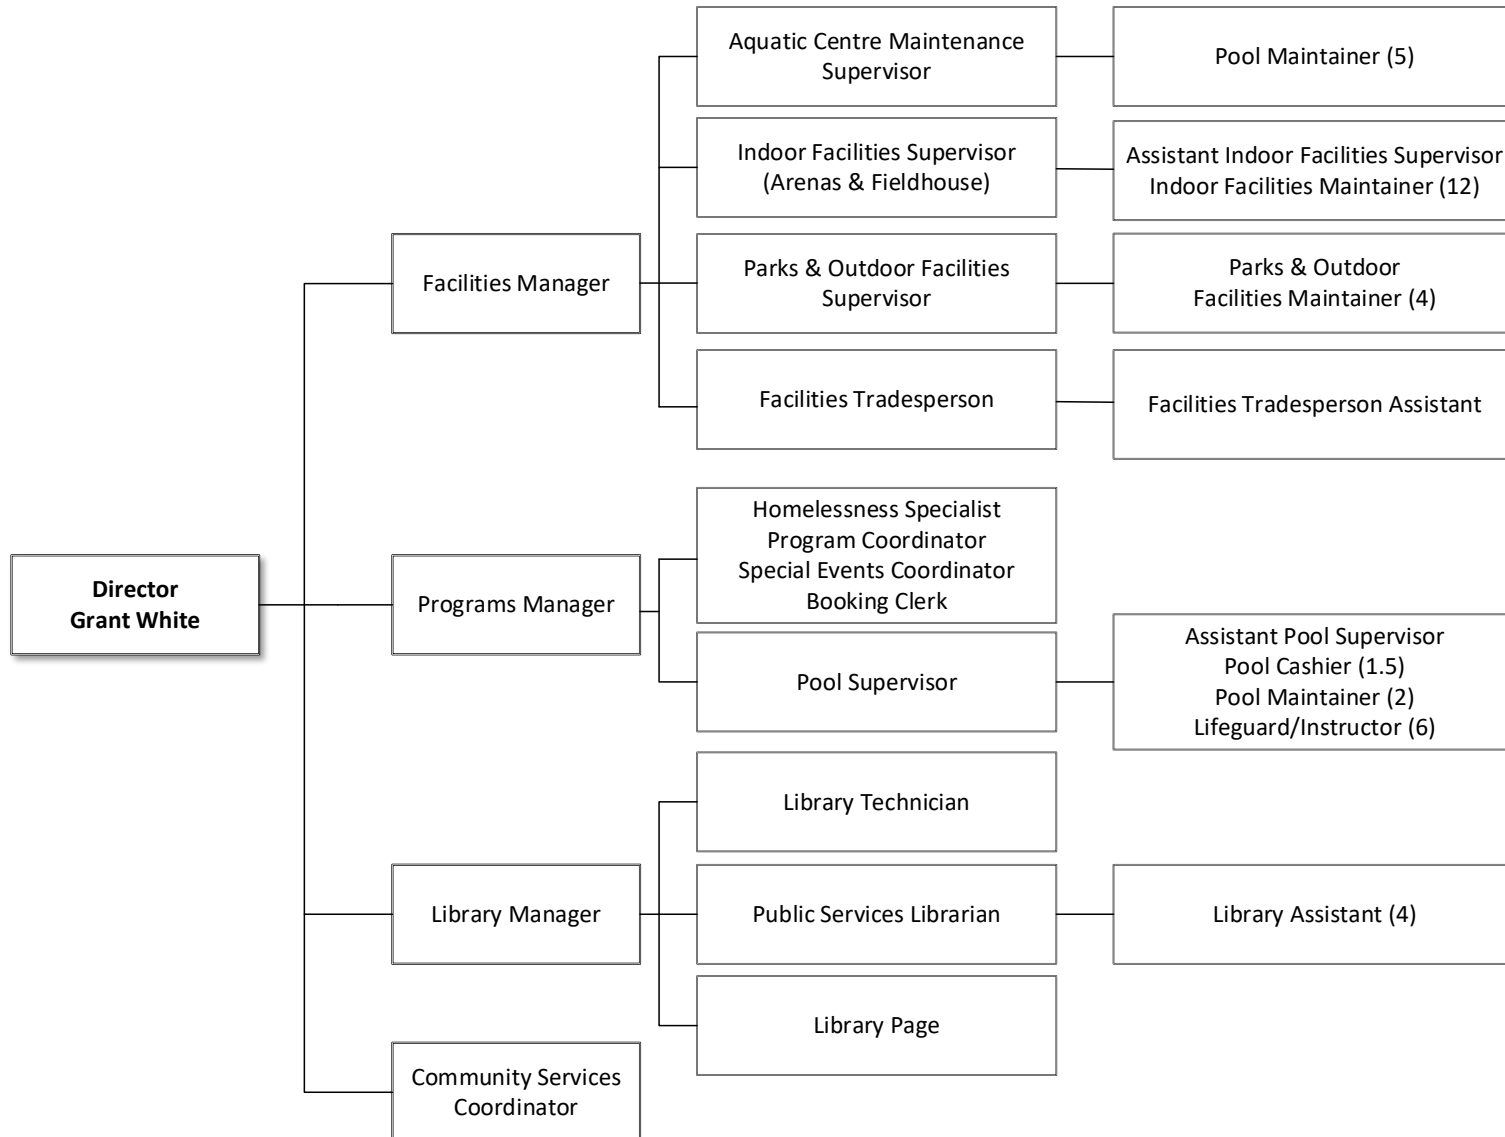 Aquatic Centre Maintenance
Supervisor
Pool Maintainer (5)
Indoor Facilities Supervisor
(Arenas & Fieldhouse)
Assistant Indoor Facilities Supervisor
Indoor Facilities Maintainer (12)
Facilities Manager
Parks & Outdoor Facilities
Supervisor
Parks & Outdoor
Facilities Maintainer (4)
Facilities Tradesperson
Facilities Tradesperson Assistant
Director
Grant White
Programs Manager
Homelessness Specialist
Program Coordinator
Special Events Coordinator
Booking Clerk
Pool Supervisor
Assistant Pool Supervisor
Pool Cashier (1.5)
Pool Maintainer (2)
Lifeguard/Instructor (6)
Library Technician
Library Manager
Public Services Librarian
Library Assistant (4)
Library Page
Community Services
Coordinator